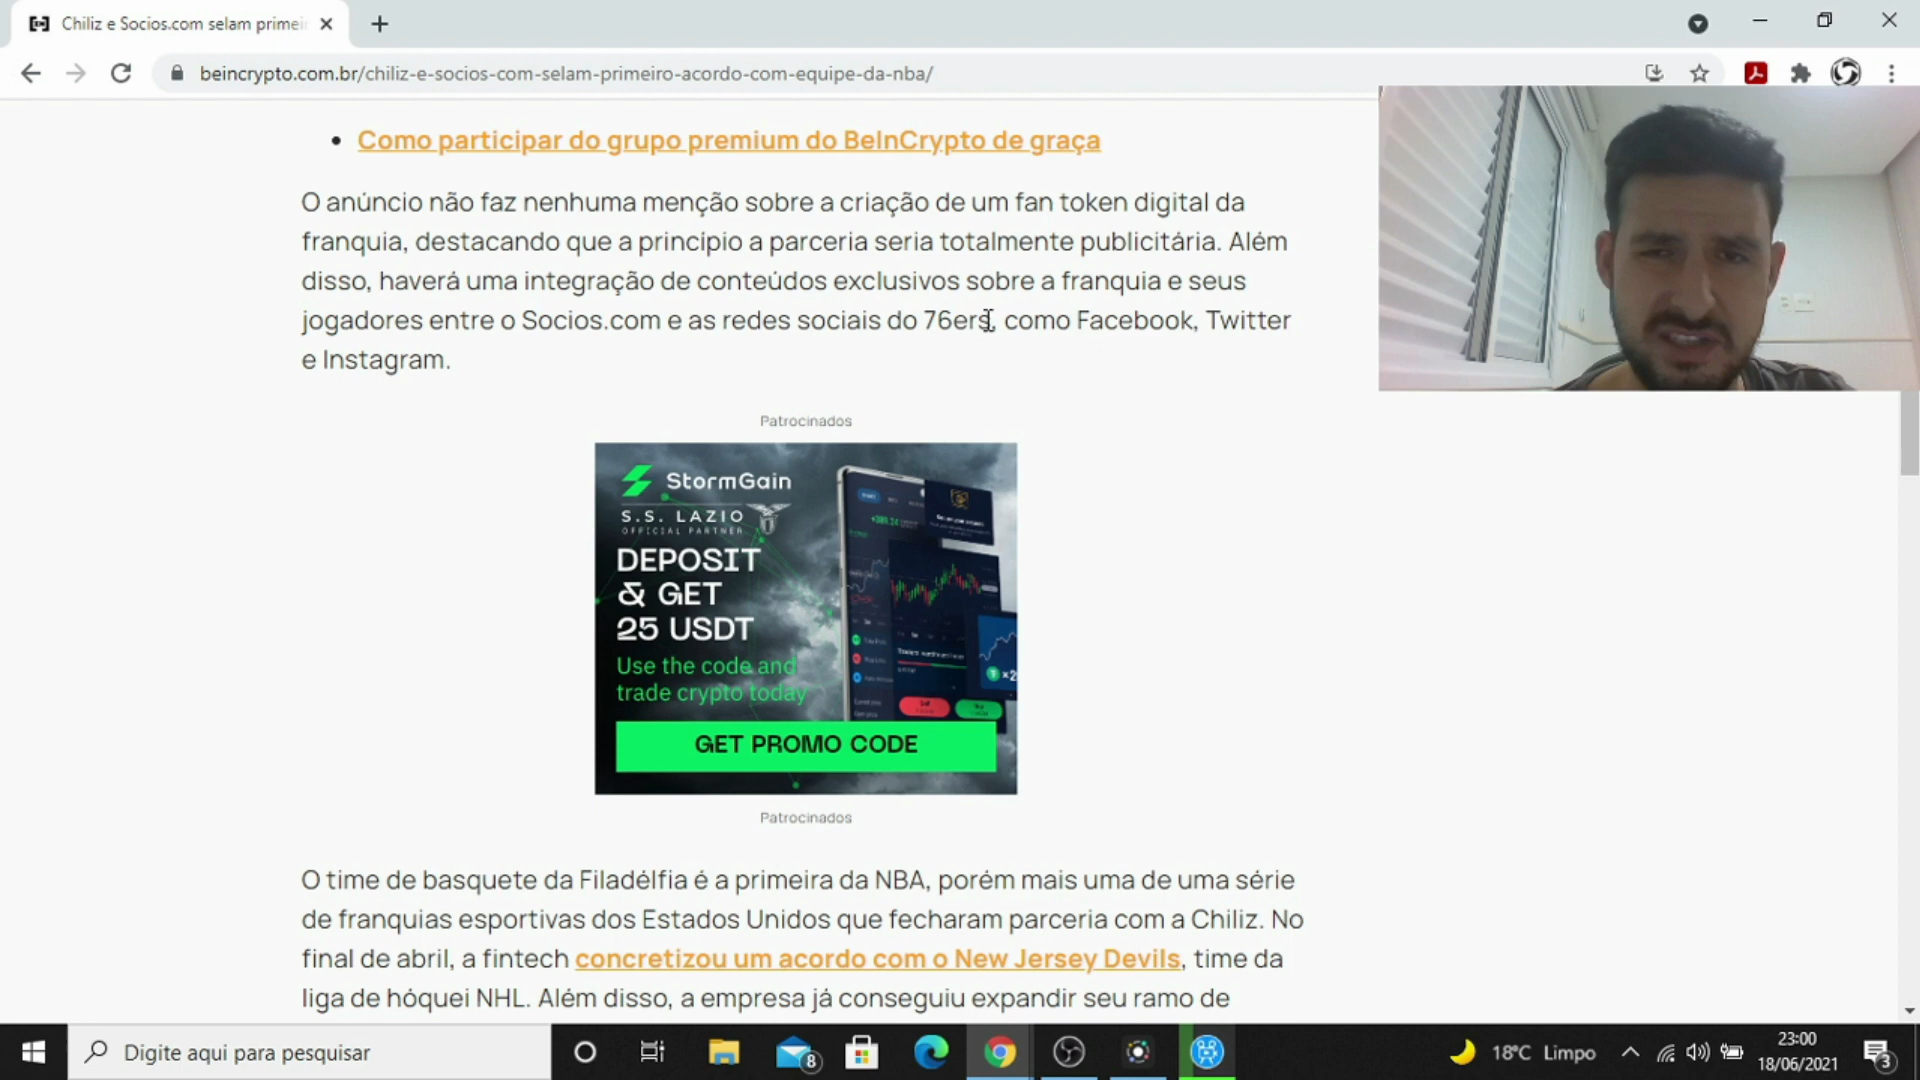 Chiliz e Socios.com selam primei
beincrypto.com.br/chiliz-e-socios-com-selam-primeiro-acordo-com-equipe-da-nba/
Como participar do grupo premium do BeInCrypto de graça
O anúncio não faz nenhuma menção sobre a criação de um fan token digital da
franquia, destacando que a princípio a parceria seria totalmente publicitária. Além
disso, haverá uma integração de conteúdos exclusivos sobre a franquia e seus
jogadores entre o Socios.com e as redes sociais do 76ers, como Facebook, Twitter
e Instagram.
Patrocinados
StormGain
S.S. LAZIO
OFFICIAL PARTNER
DEPOSIT
& GET
25 USDT
Use the code and
trade crypto today
GET PROMO CODE
Patrocinados
O time de basquete da Filadélfia é a primeira da NBA, porém mais uma de uma série
de franquias esportivas dos Estados Unidos que fecharam parceria com a Chiliz. No
final de abril, a fintech concretizou um acordo com o New Jersey Devils, time da
liga de hóquei NHL. Além disso, a empresa já conseguiu expandir seu ramo de
Digite aqui para pesquisar
8
18°C Limpo
23:00
18/06/2021
3